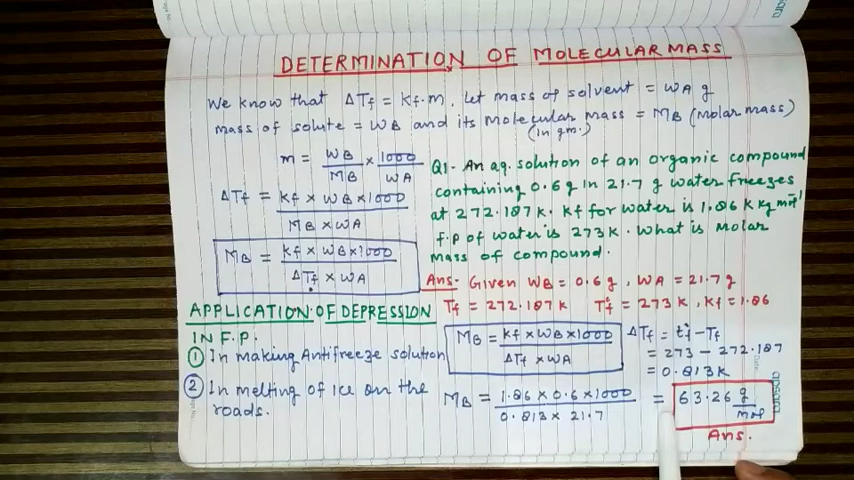 DETERMINATION OF MOLECULAR MASS
We know that ΔTf = Kf·m, Let mass of solvent = WA g
mass of solute = WB and its molecular mass = MB (Molar mass)
(in gm.)
m = WB/MB × 1000/WA
ΔTf = Kf × WB × 1000 / MB × WA
MB = Kf × WB × 1000 / ΔTf × WA
APPLICATION OF DEPRESSION
IN F.P.
① In making Antifreeze solution
② In melting of Ice on the
roads.
Q1- An aq. solution of an organic compound
containing 0.6 g in 21.7 g water freezes
at 272.187 K. Kf for water is 1.86 K kg mol⁻¹
f.p of water is 273 K. What is Molar
mass of compound.
Ans- Given WB = 0.6 g, WA = 21.7 g
Tf = 272.187 K Tf° = 273 K, Kf = 1.86
MB = Kf × WB × 1000 / ΔTf × WA
ΔTf = tf° - Tf
= 273 - 272.187
= 0.813 K
MB = 1.86 × 0.6 × 1000 / 0.813 × 21.7 = 63.26 g/mol
Ans.
apsara
apsara